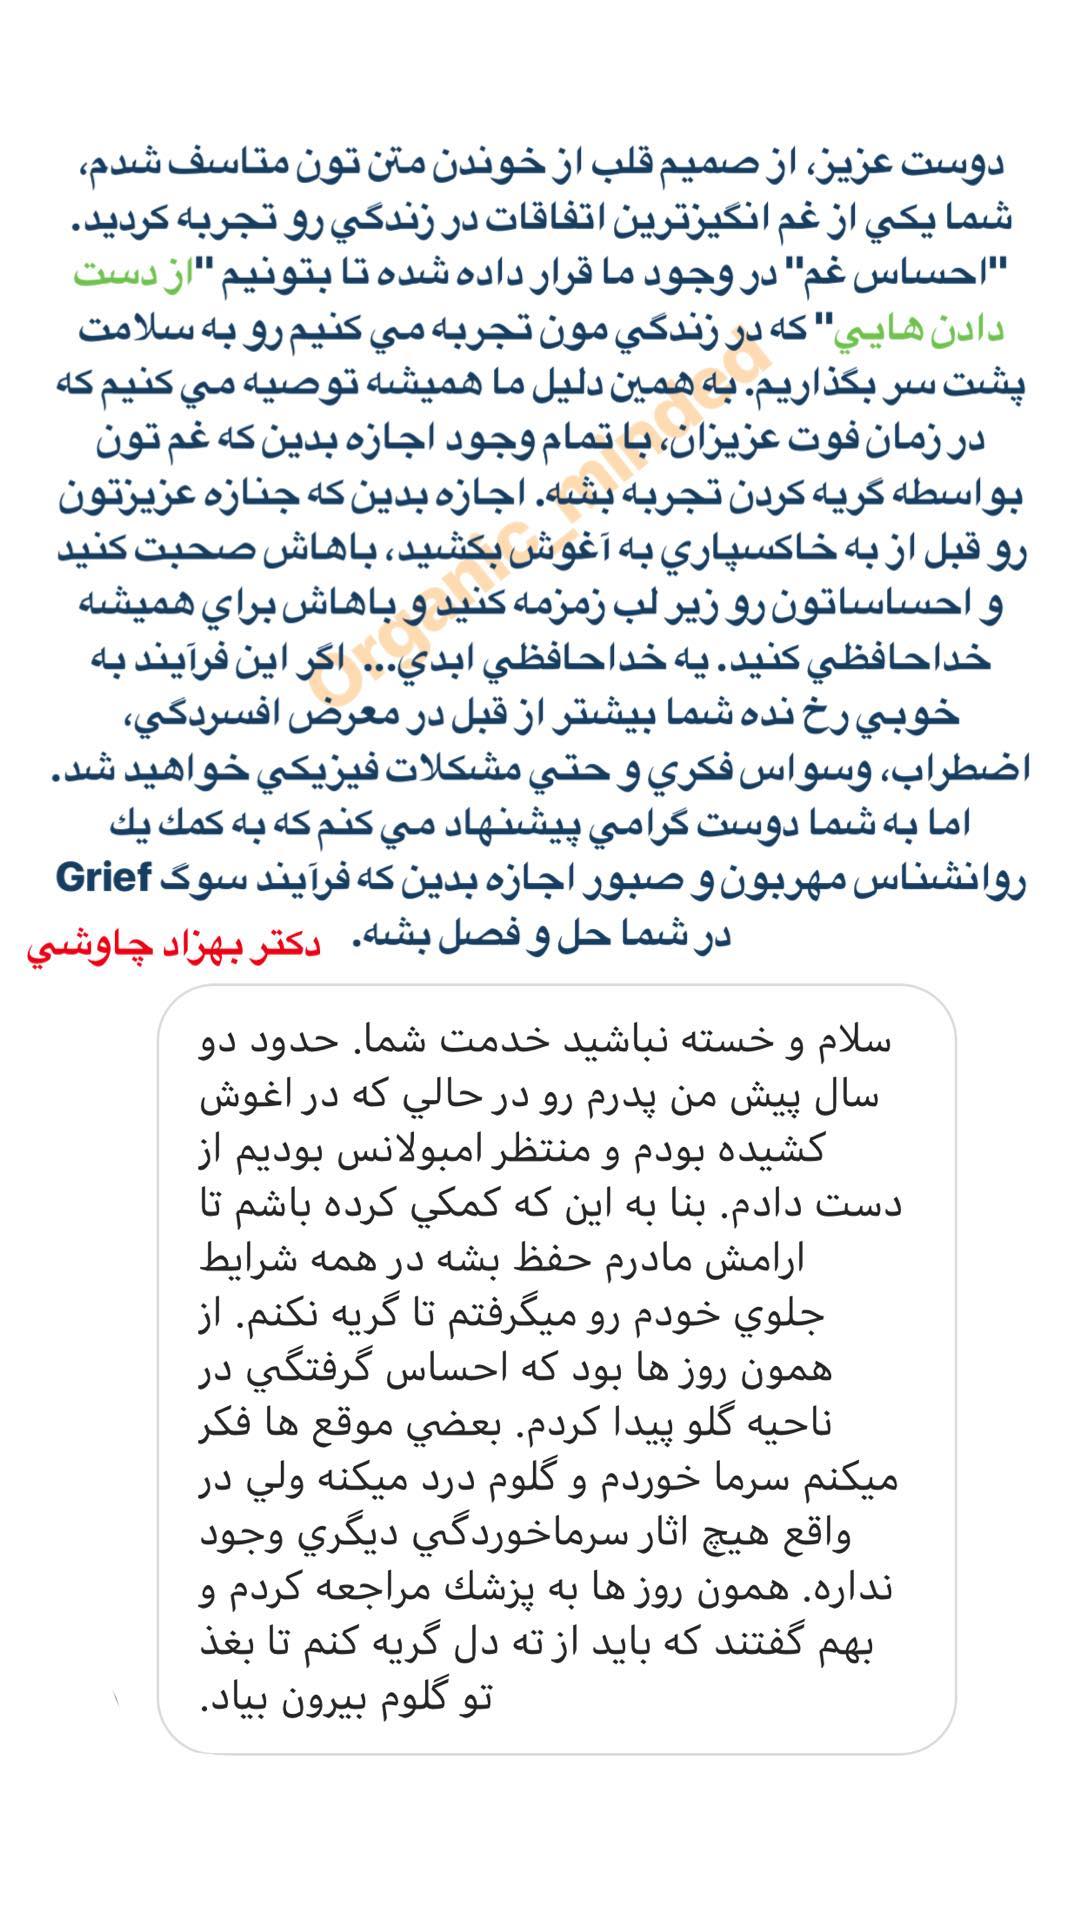 دوست عزيز، از صميم قلب از خوندن متن تون متاسف شدم،
شما يكي از غم انگيزترين اتفاقات در زندگي رو تجربه كرديد.
"احساس غم" در وجود ما قرار داده شده تا بتونيم "از دست
دادن هايي" كه در زندگي مون تجربه مي كنيم رو به سلامت
پشت سر بگذاريم. به همين دليل ما هميشه توصيه مي كنيم كه
در زمان فوت عزيزان، با تمام وجود اجازه بدين كه غم تون
بواسطه گريه كردن تجربه بشه. اجازه بدين كه جنازه عزيزتون
رو قبل از به خاكسپاري به آغوش بكشيد، باهاش صحبت كنيد
و احساساتون رو زير لب زمزمه كنيد و باهاش براي هميشه
خداحافظي كنيد. يه خداحافظي ابدي... اگر اين فرآيند به
خوبي رخ نده شما بيشتر از قبل در معرض افسردگي،
اضطراب، وسواس فكري و حتي مشكلات فيزيكي خواهيد شد.
اما به شما دوست گرامي پيشنهاد مي كنم كه به كمك يك
روانشناس مهربون و صبور اجازه بدين كه فرآيند سوگ Grief
در شما حل و فصل بشه. دكتر بهزاد چاوشي
Organic_minded
سلام و خسته نباشيد خدمت شما. حدود دو
سال پيش من پدرم رو در حالي كه در اغوش
كشيده بودم و منتظر امبولانس بوديم از
دست دادم. بنا به اين كه كمكي كرده باشم تا
ارامش مادرم حفظ بشه در همه شرايط
جلوي خودم رو ميگرفتم تا گريه نكنم. از
همون روز ها بود كه احساس گرفتگي در
ناحيه گلو پيدا كردم. بعضي موقع ها فكر
ميكنم سرما خوردم و گلوم درد ميكنه ولي در
واقع هيچ اثار سرماخوردگي ديگري وجود
نداره. همون روز ها به پزشك مراجعه كردم و
بهم گفتند كه بايد از ته دل گريه كنم تا بغذ
تو گلوم بيرون بياد.